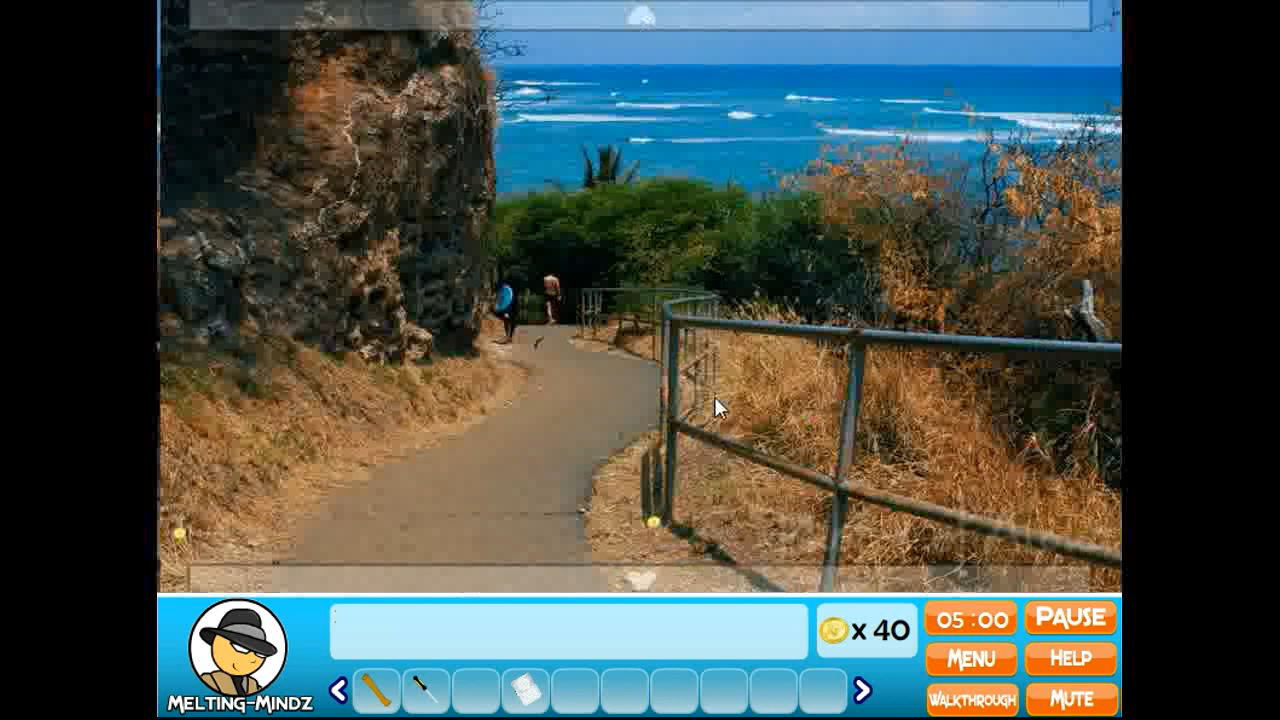 x 40
05 : 00
PAUSE
MENU
HELP
WALKTHROUGH
MUTE
MELTING-MINDZ